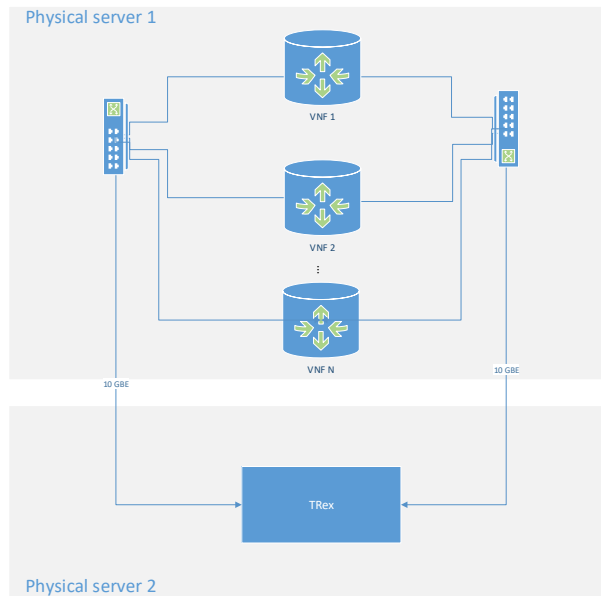 Physical server 1
VNF 1
VNF 2
...
VNF N
10 GBE
10 GBE
TRex
Physical server 2